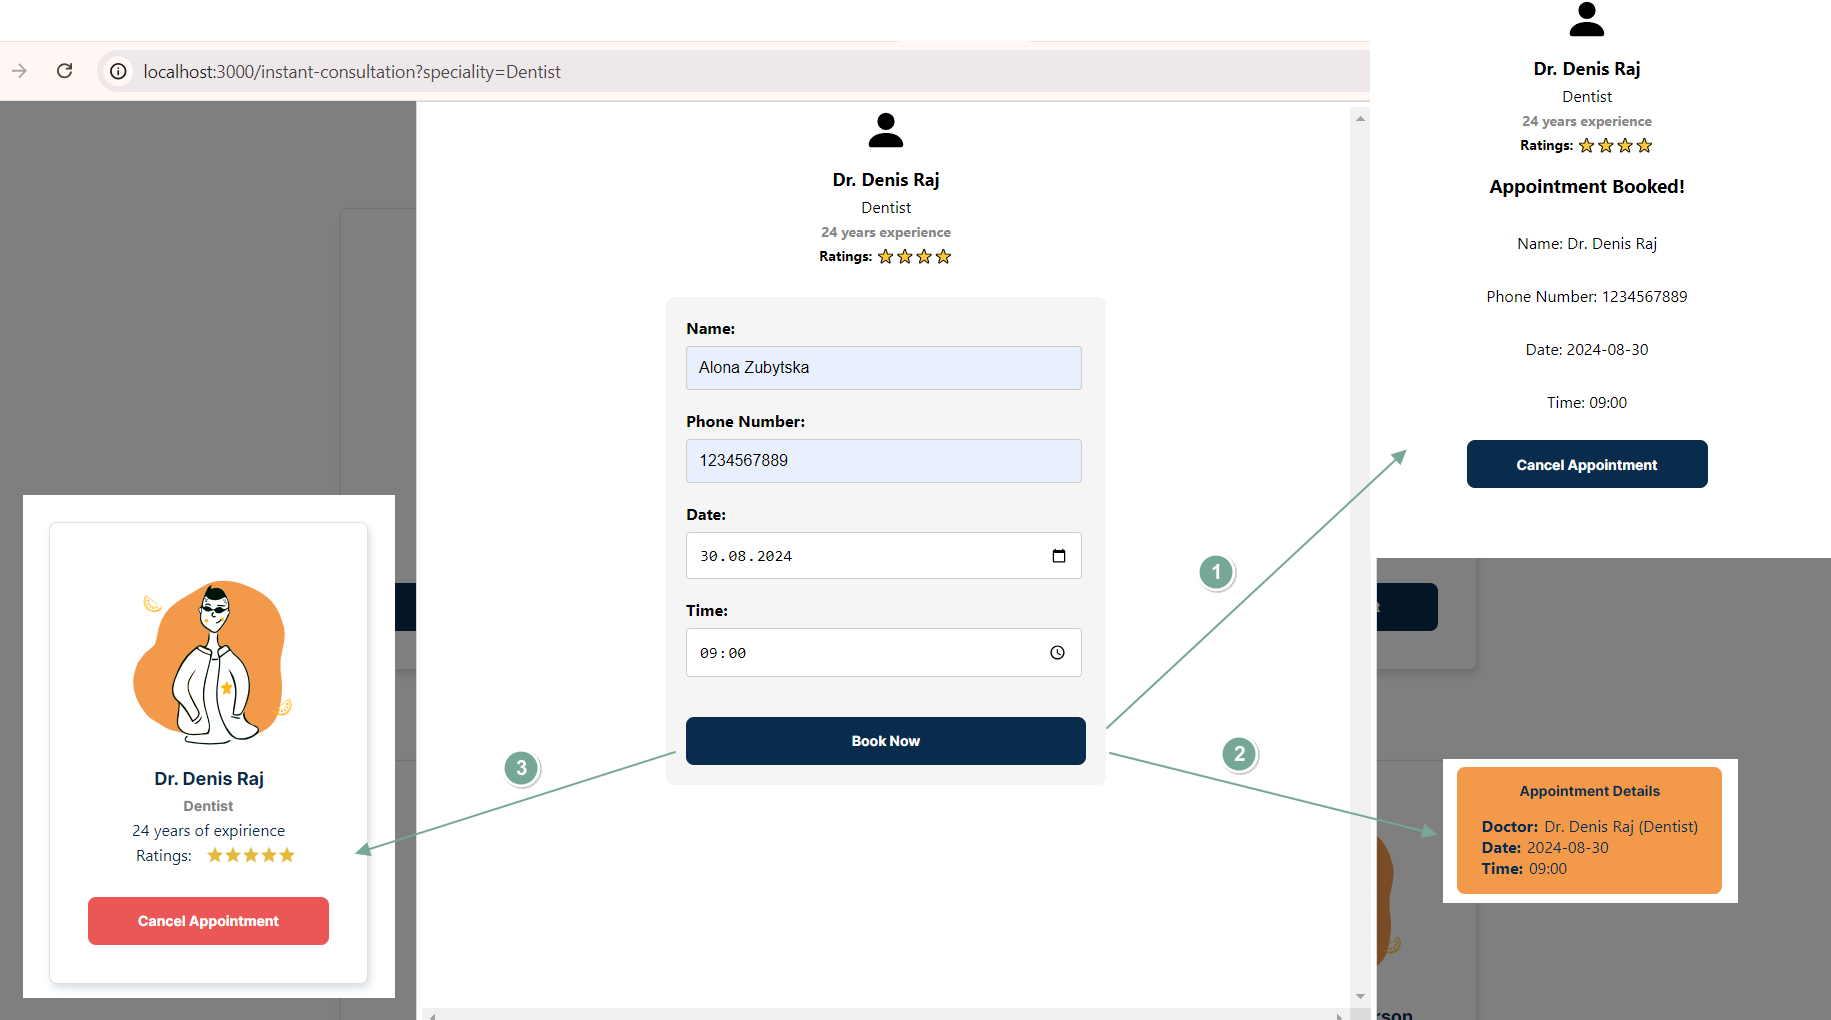 localhost:3000/instant-consultation?speciality=Dentist
Dr. Denis Raj
Dentist
24 years experience
Ratings:
Name:
Alona Zubytska
Phone Number:
1234567889
Date:
30.08.2024
Time:
09:00
Book Now
1
Dr. Denis Raj
Dentist
24 years experience
Ratings:
Appointment Booked!
Name: Dr. Denis Raj
Phone Number: 1234567889
Date: 2024-08-30
Time: 09:00
Cancel Appointment
t
2
Appointment Details
Doctor: Dr. Denis Raj (Dentist)
Date: 2024-08-30
Time: 09:00
rson
3
Dr. Denis Raj
Dentist
24 years of expirience
Ratings:
Cancel Appointment